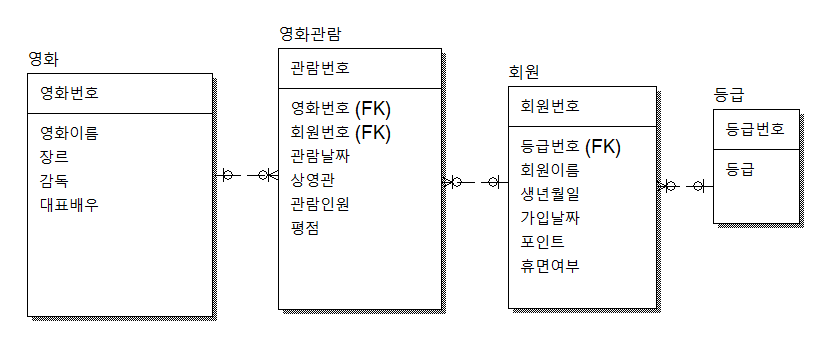 영화
영화번호
영화이름
장르
감독
대표배우
영화관람
관람번호
영화번호 (FK)
회원번호 (FK)
관람날짜
상영관
관람인원
평점
회원
회원번호
등급번호 (FK)
회원이름
생년월일
가입날짜
포인트
휴면여부
등급
등급번호
등급